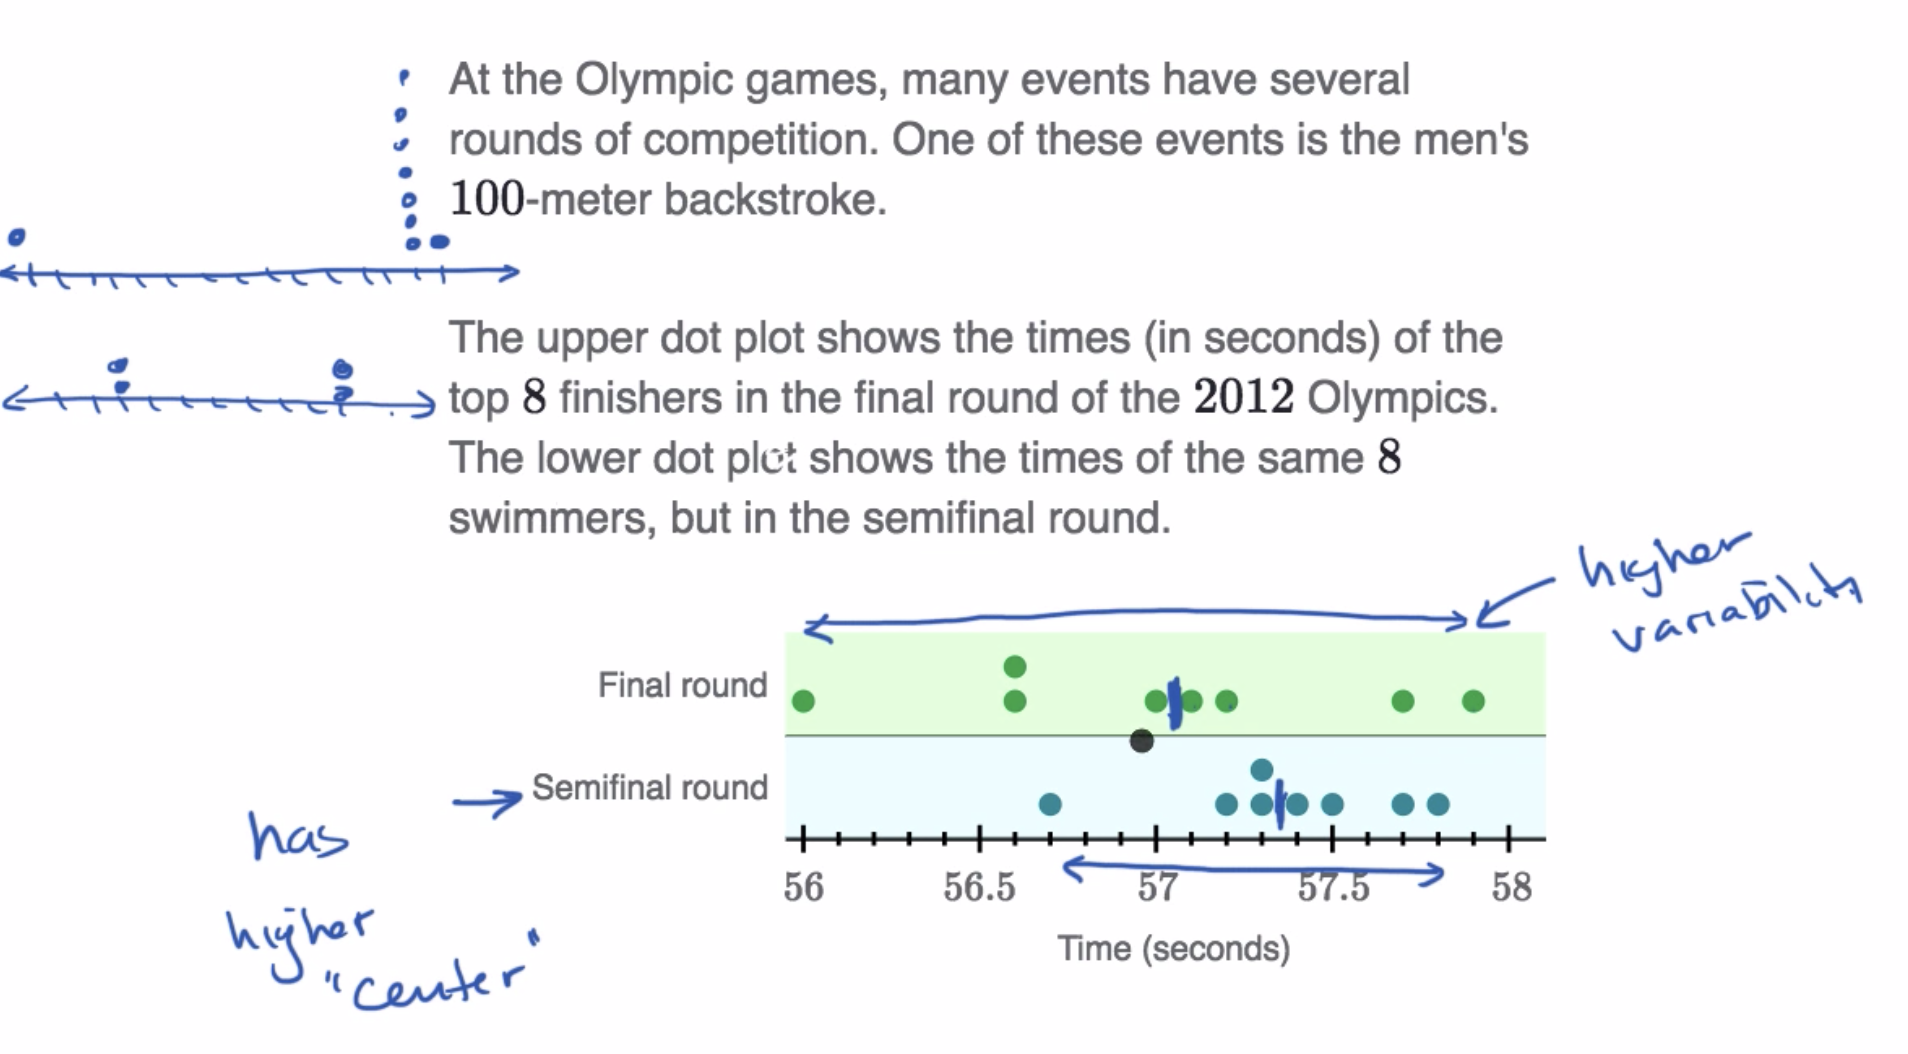 At the Olympic games, many events have several
rounds of competition. One of these events is the men's
100-meter backstroke.
The upper dot plot shows the times (in seconds) of the
top 8 finishers in the final round of the 2012 Olympics.
The lower dot plot shows the times of the same 8
swimmers, but in the semifinal round.
higher
variability
Final round
Semifinal round
has
higher
"center"
56 56.5 57 57.5 58
Time (seconds)